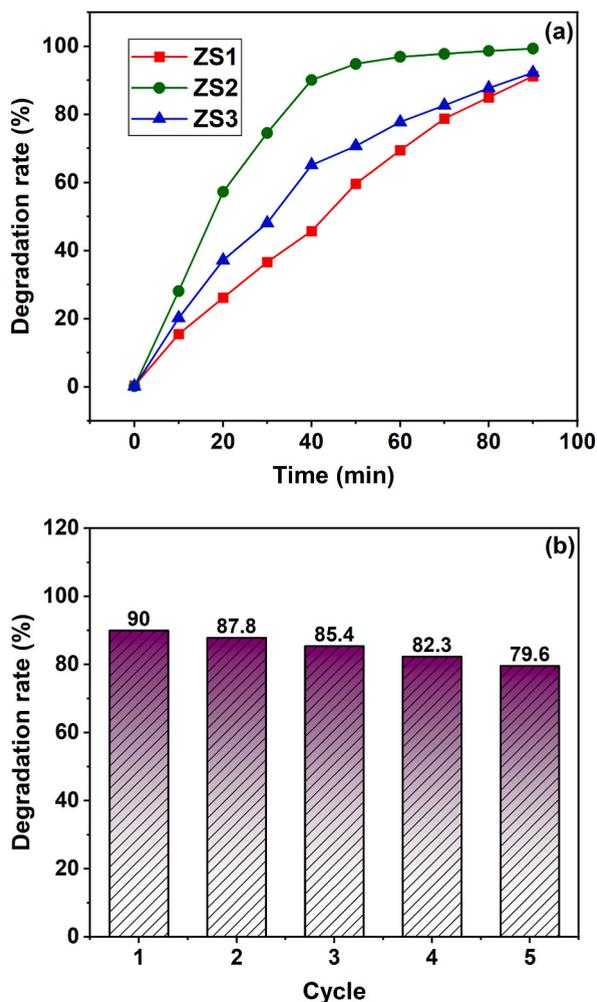 (a)
ZS1
ZS2
ZS3
Degradation rate (%)
100
80
60
40
20
0
0 20 40 60 80 100
Time (min)
(b)
Degradation rate (%)
120
100
80
60
40
20
0
90 87.8 85.4 82.3 79.6
1 2 3 4 5
Cycle